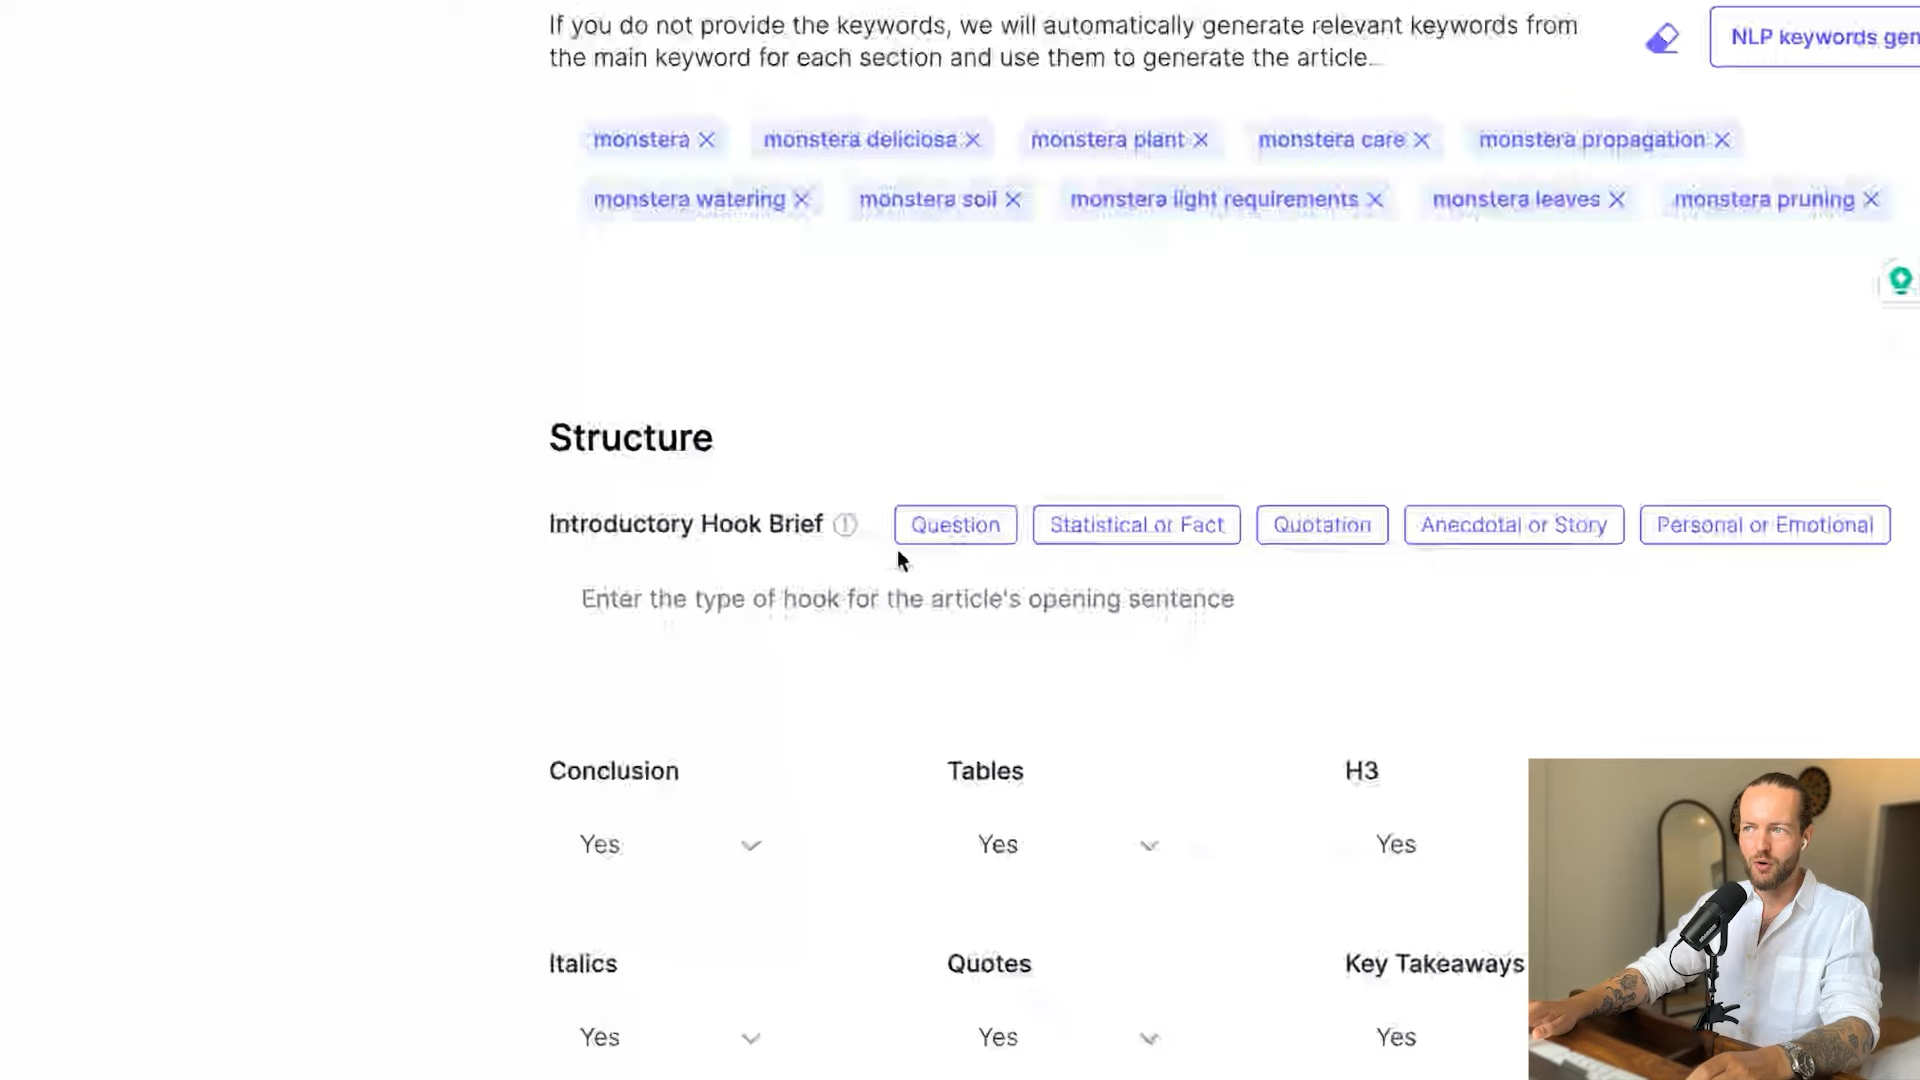 If you do not provide the keywords, we will automatically generate relevant keywords from
the main keyword for each section and use them to generate the article.
NLP keywords gen
monstera
monstera deliciosa
monstera plant
monstera care
monstera propagation
monstera watering
monstera soil
monstera light requirements
monstera leaves
monstera pruning
Structure
Introductory Hook Brief
Question
Statistical or Fact
Quotation
Anecdotal or Story
Personal or Emotional
Enter the type of hook for the article's opening sentence
Conclusion
Tables
H3
Yes
Yes
Yes
Italics
Quotes
Key Takeaways
Yes
Yes
Yes